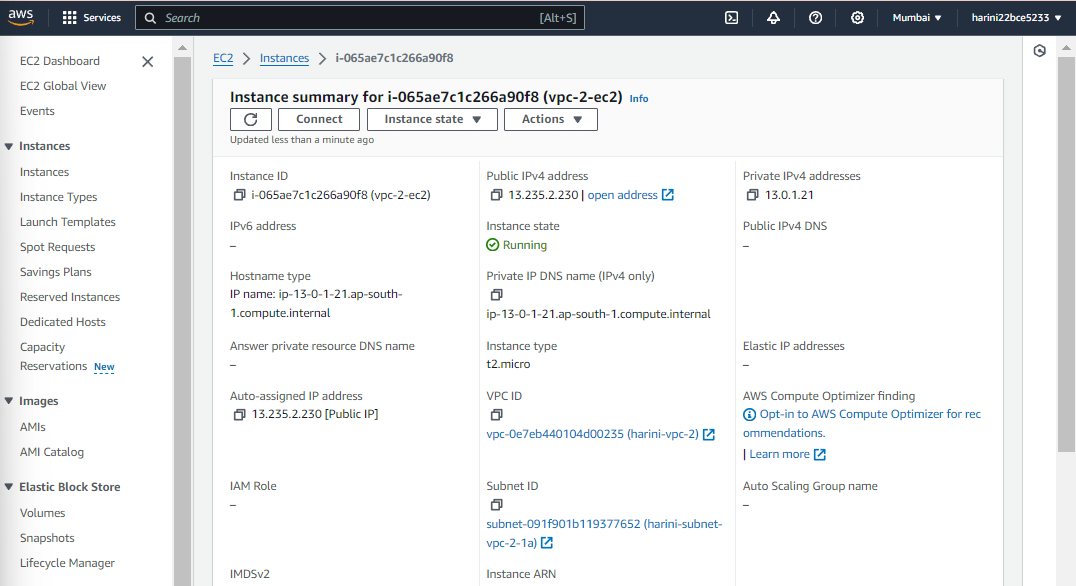 aws
Services
Search
[Alt+S]
Mumbai
harini22bce5233
EC2 Dashboard
EC2 Global View
Events
Instances
Instances
Instance Types
Launch Templates
Spot Requests
Savings Plans
Reserved Instances
Dedicated Hosts
Capacity
Reservations New
Images
AMIs
AMI Catalog
Elastic Block Store
Volumes
Snapshots
Lifecycle Manager
EC2 > Instances > i-065ae7c1c266a90f8
Instance summary for i-065ae7c1c266a90f8 (vpc-2-ec2) Info
Connect
Instance state
Actions
Updated less than a minute ago
Instance ID
i-065ae7c1c266a90f8 (vpc-2-ec2)
Public IPv4 address
13.235.2.230 | open address
Private IPv4 addresses
13.0.1.21
IPv6 address
–
Instance state
Running
Public IPv4 DNS
–
Hostname type
IP name: ip-13-0-1-21.ap-south-
1.compute.internal
Private IP DNS name (IPv4 only)
ip-13-0-1-21.ap-south-1.compute.internal
Answer private resource DNS name
–
Instance type
t2.micro
Elastic IP addresses
–
Auto-assigned IP address
13.235.2.230 [Public IP]
VPC ID
vpc-0e7eb440104d00235 (harini-vpc-2)
AWS Compute Optimizer finding
Opt-in to AWS Compute Optimizer for rec
ommendations.
| Learn more
IAM Role
–
Subnet ID
subnet-091f901b119377652 (harini-subnet-
vpc-2-1a)
Auto Scaling Group name
–
IMDSv2
Instance ARN